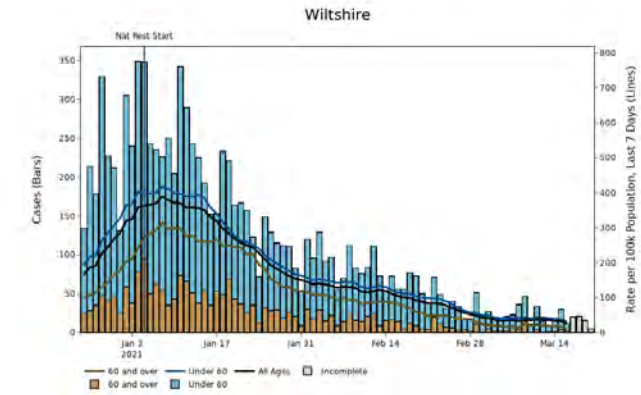 Wiltshire
Nat Rest Start
350
300
250
200
150
100
50
0
Cases (Bars)
800
700
600
500
400
300
200
100
0
Rate per 100k Population, Last 7 Days (Lines)
Jan 3
2021
Jan 17
Jan 31
Feb 14
Feb 28
Mar 14
60 and over
Under 60
All Ages
Incomplete
60 and over
Under 60